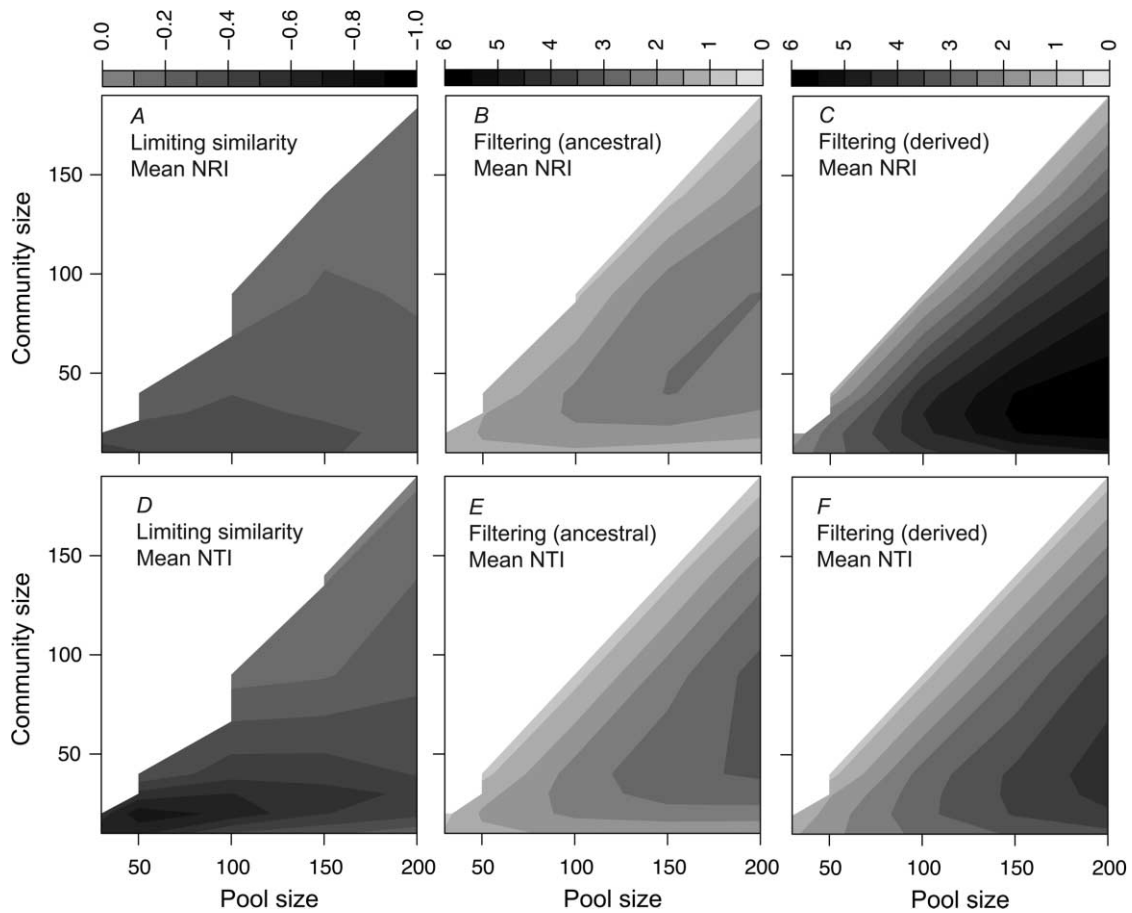 0.0 −0.2 −0.4 −0.6 −0.8 −1.0
6 5 4 3 2 1 0
6 5 4 3 2 1 0
A
Limiting similarity
Mean NRI
B
Filtering (ancestral)
Mean NRI
C
Filtering (derived)
Mean NRI
Community size
150
100
50
D
Limiting similarity
Mean NTI
E
Filtering (ancestral)
Mean NTI
F
Filtering (derived)
Mean NTI
Community size
150
100
50
50 100 150 200
50 100 150 200
50 100 150 200
Pool size
Pool size
Pool size